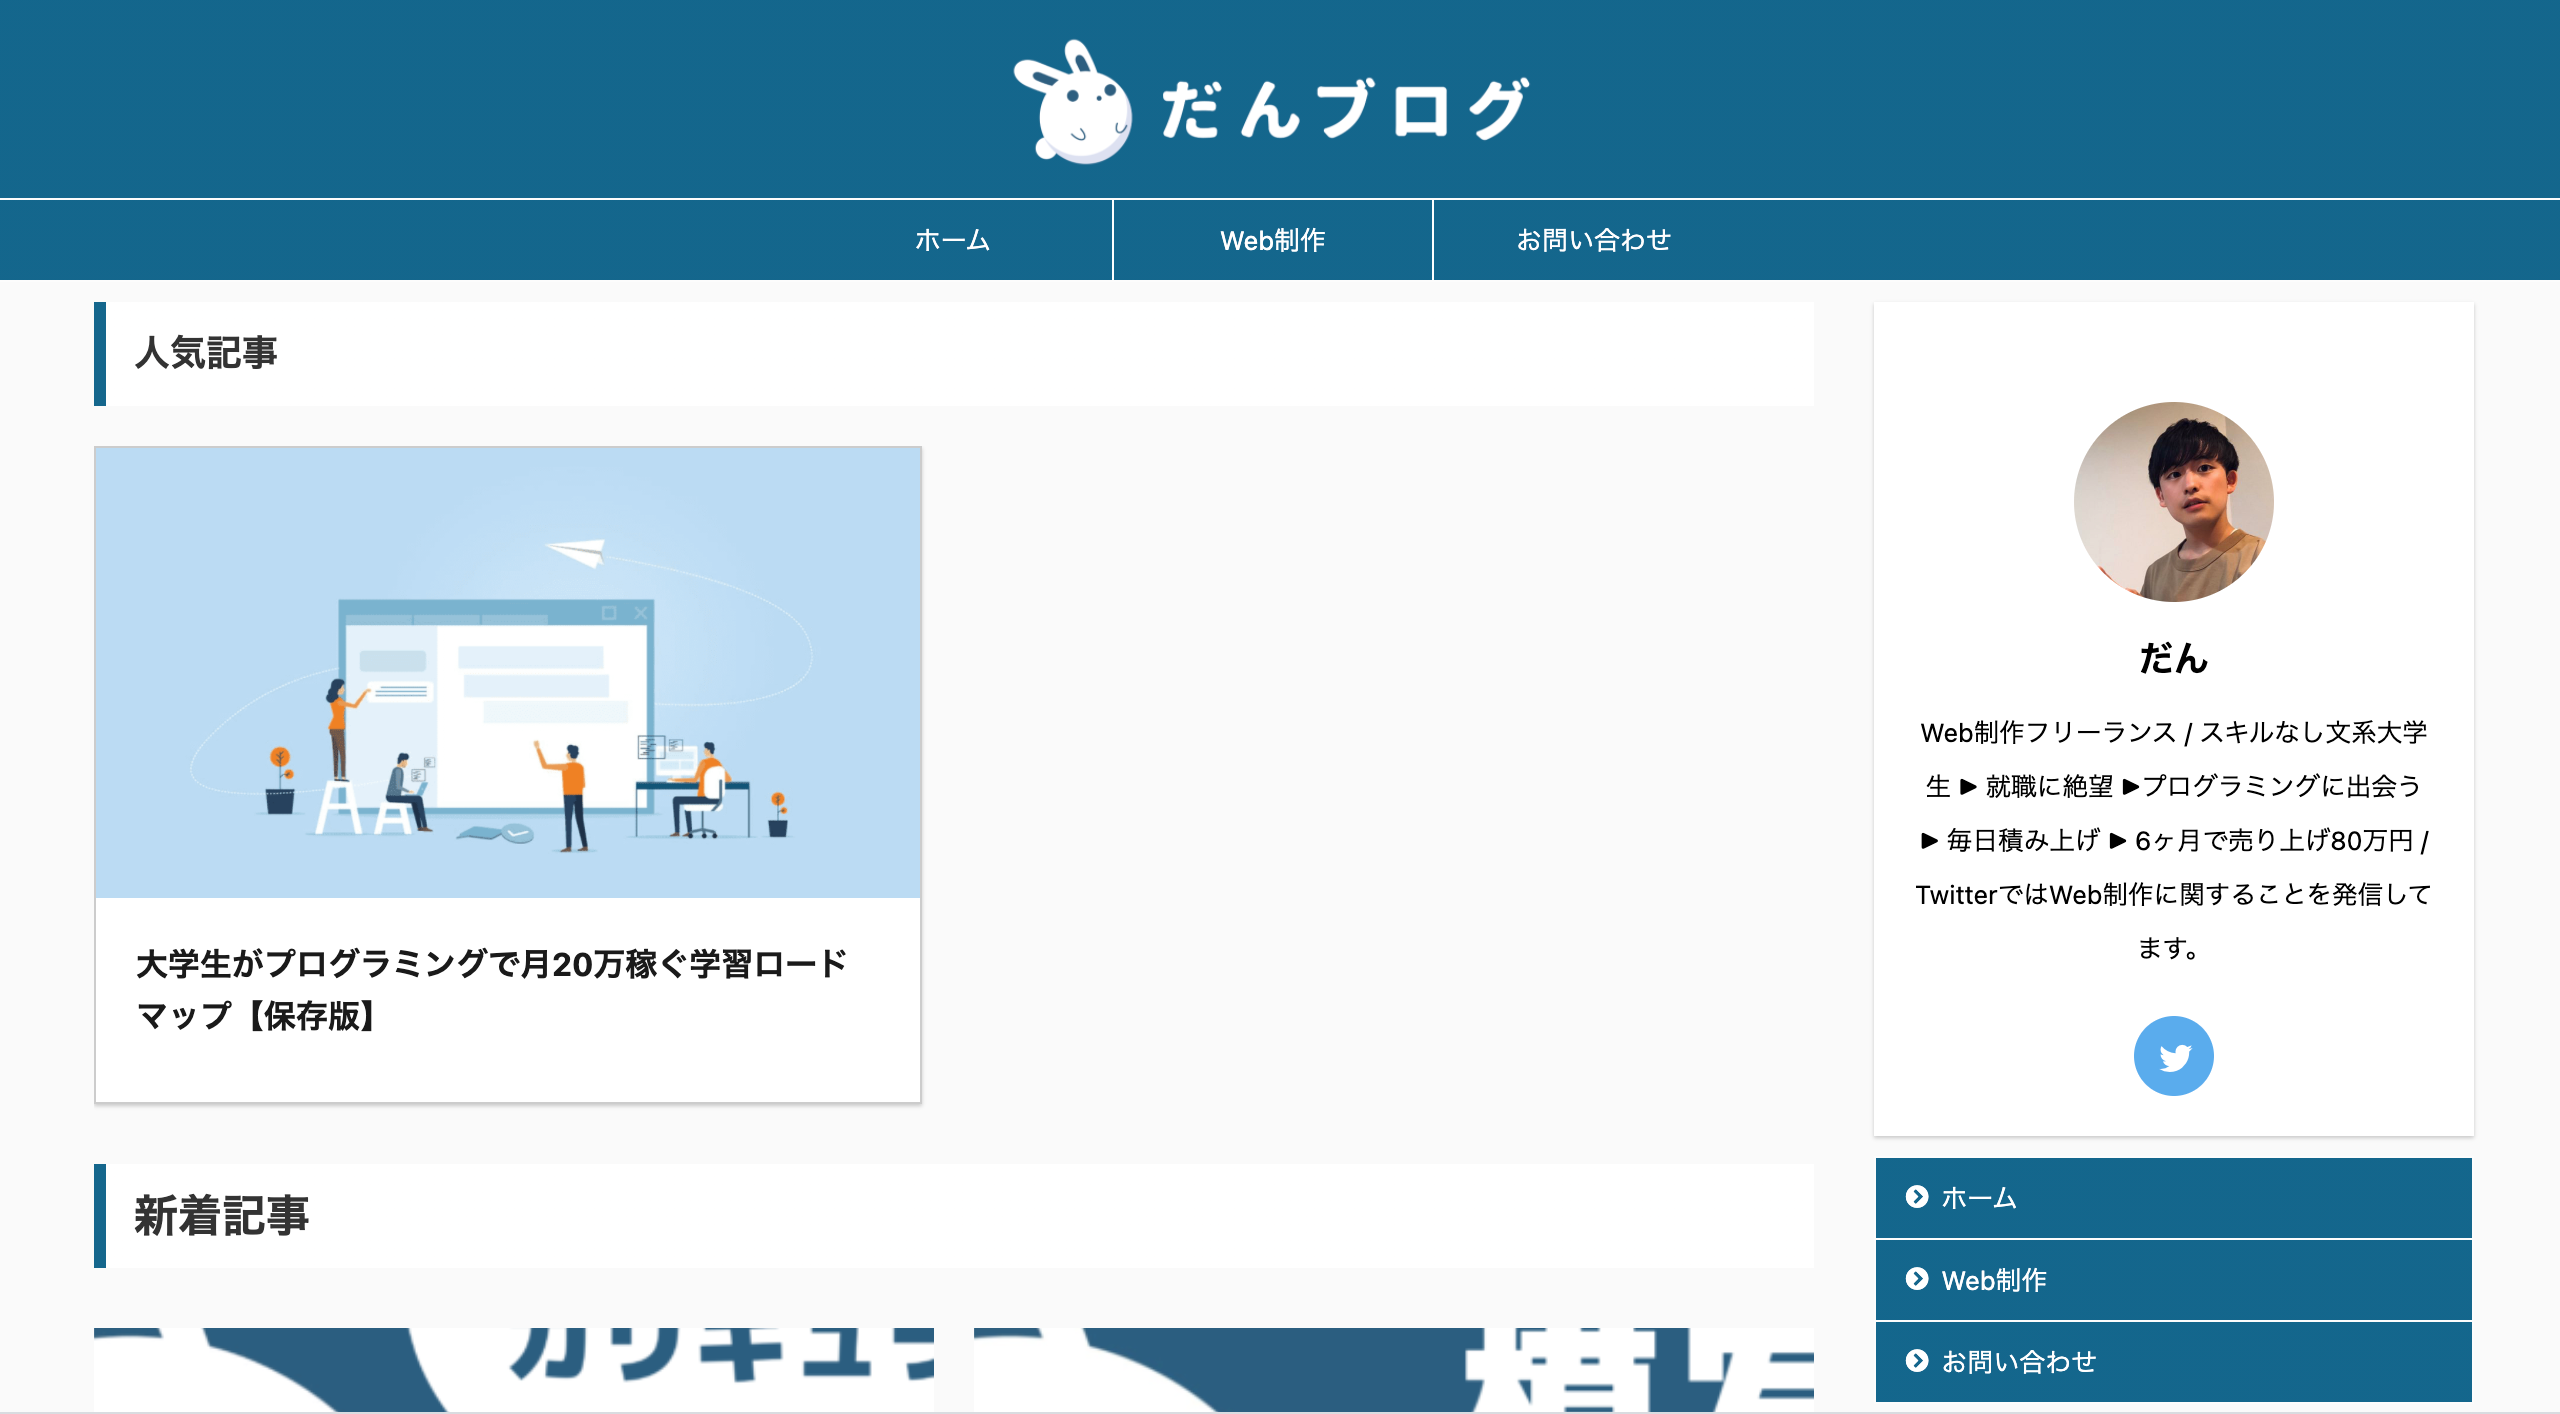 だんブログ
ホーム
Web制作
お問い合わせ
人気記事
大学生がプログラミングで月20万稼ぐ学習ロード
マップ【保存版】
新着記事
カリキュラ
だん
Web制作フリーランス / スキルなし文系大学
生 ▶ 就職に絶望 ▶プログラミングに出会う
▶ 毎日積み上げ ▶ 6ヶ月で売り上げ80万円 /
TwitterではWeb制作に関することを発信して
ます。
ホーム
Web制作
お問い合わせ